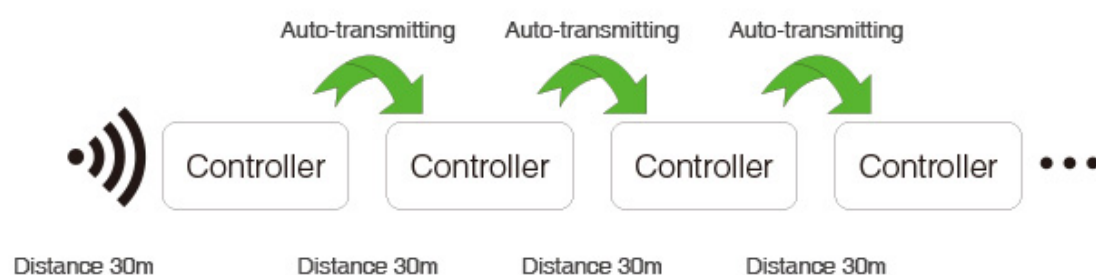 Auto-transmitting Auto-transmitting Auto-transmitting
Controller Controller Controller Controller
Distance 30m Distance 30m Distance 30m Distance 30m